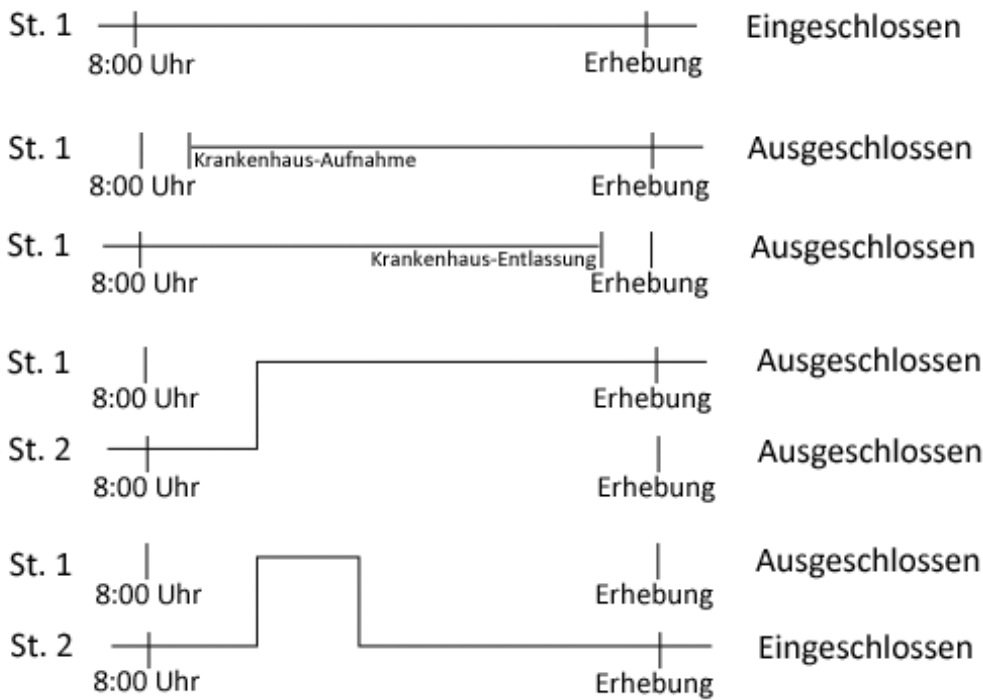 St. 1 Eingeschlossen
8:00 Uhr Erhebung
St. 1 Ausgeschlossen
Krankenhaus-Aufnahme
8:00 Uhr Erhebung
St. 1 Ausgeschlossen
Krankenhaus-Entlassung
8:00 Uhr Erhebung
St. 1 Ausgeschlossen
8:00 Uhr Erhebung
St. 2 Ausgeschlossen
8:00 Uhr Erhebung
St. 1 Ausgeschlossen
8:00 Uhr Erhebung
St. 2 Eingeschlossen
8:00 Uhr Erhebung